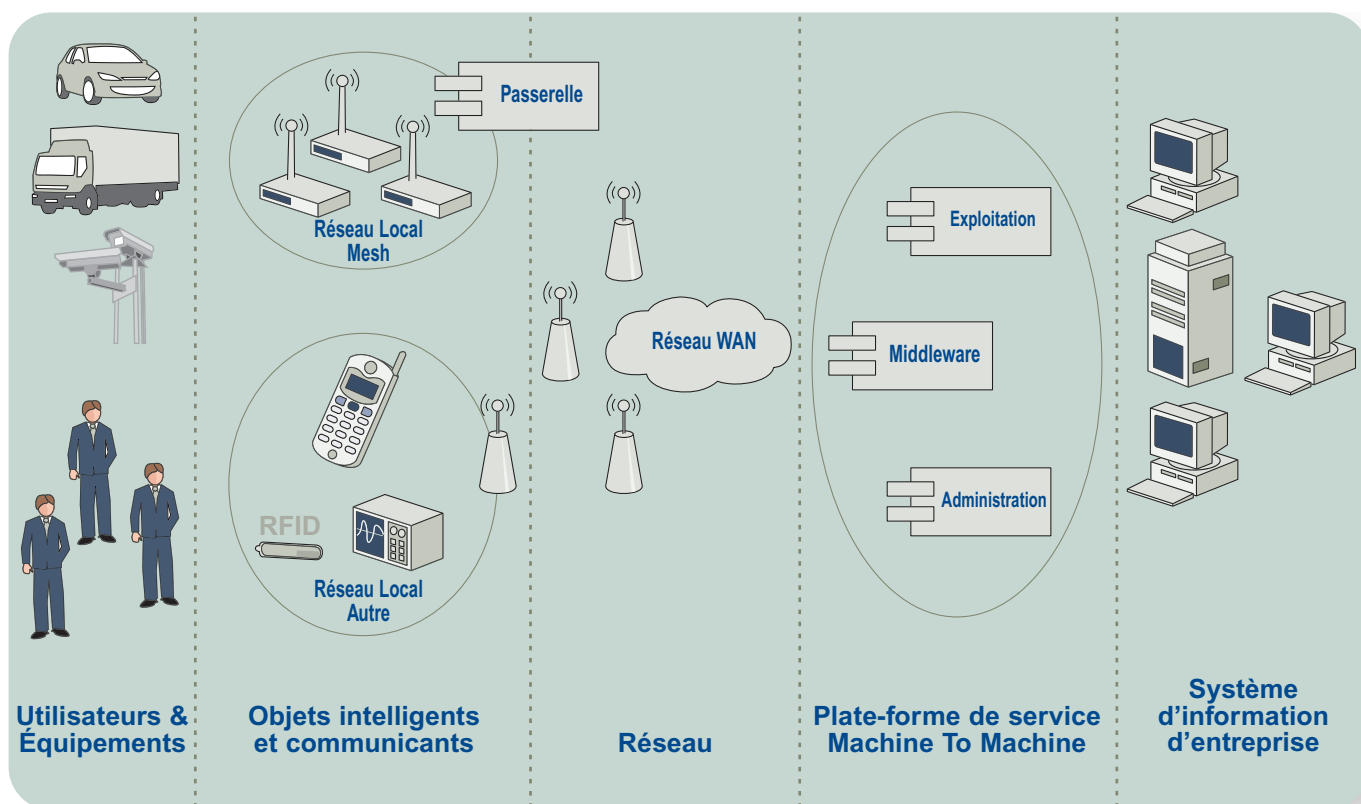 Passerelle
Réseau Local
Mesh
Exploitation
Réseau WAN
Middleware
Administration
RFID
Réseau Local
Autre
Utilisateurs &
Équipements
Objets intelligents
et communicants
Réseau
Plate-forme de service
Machine To Machine
Système
d’information
d’entreprise